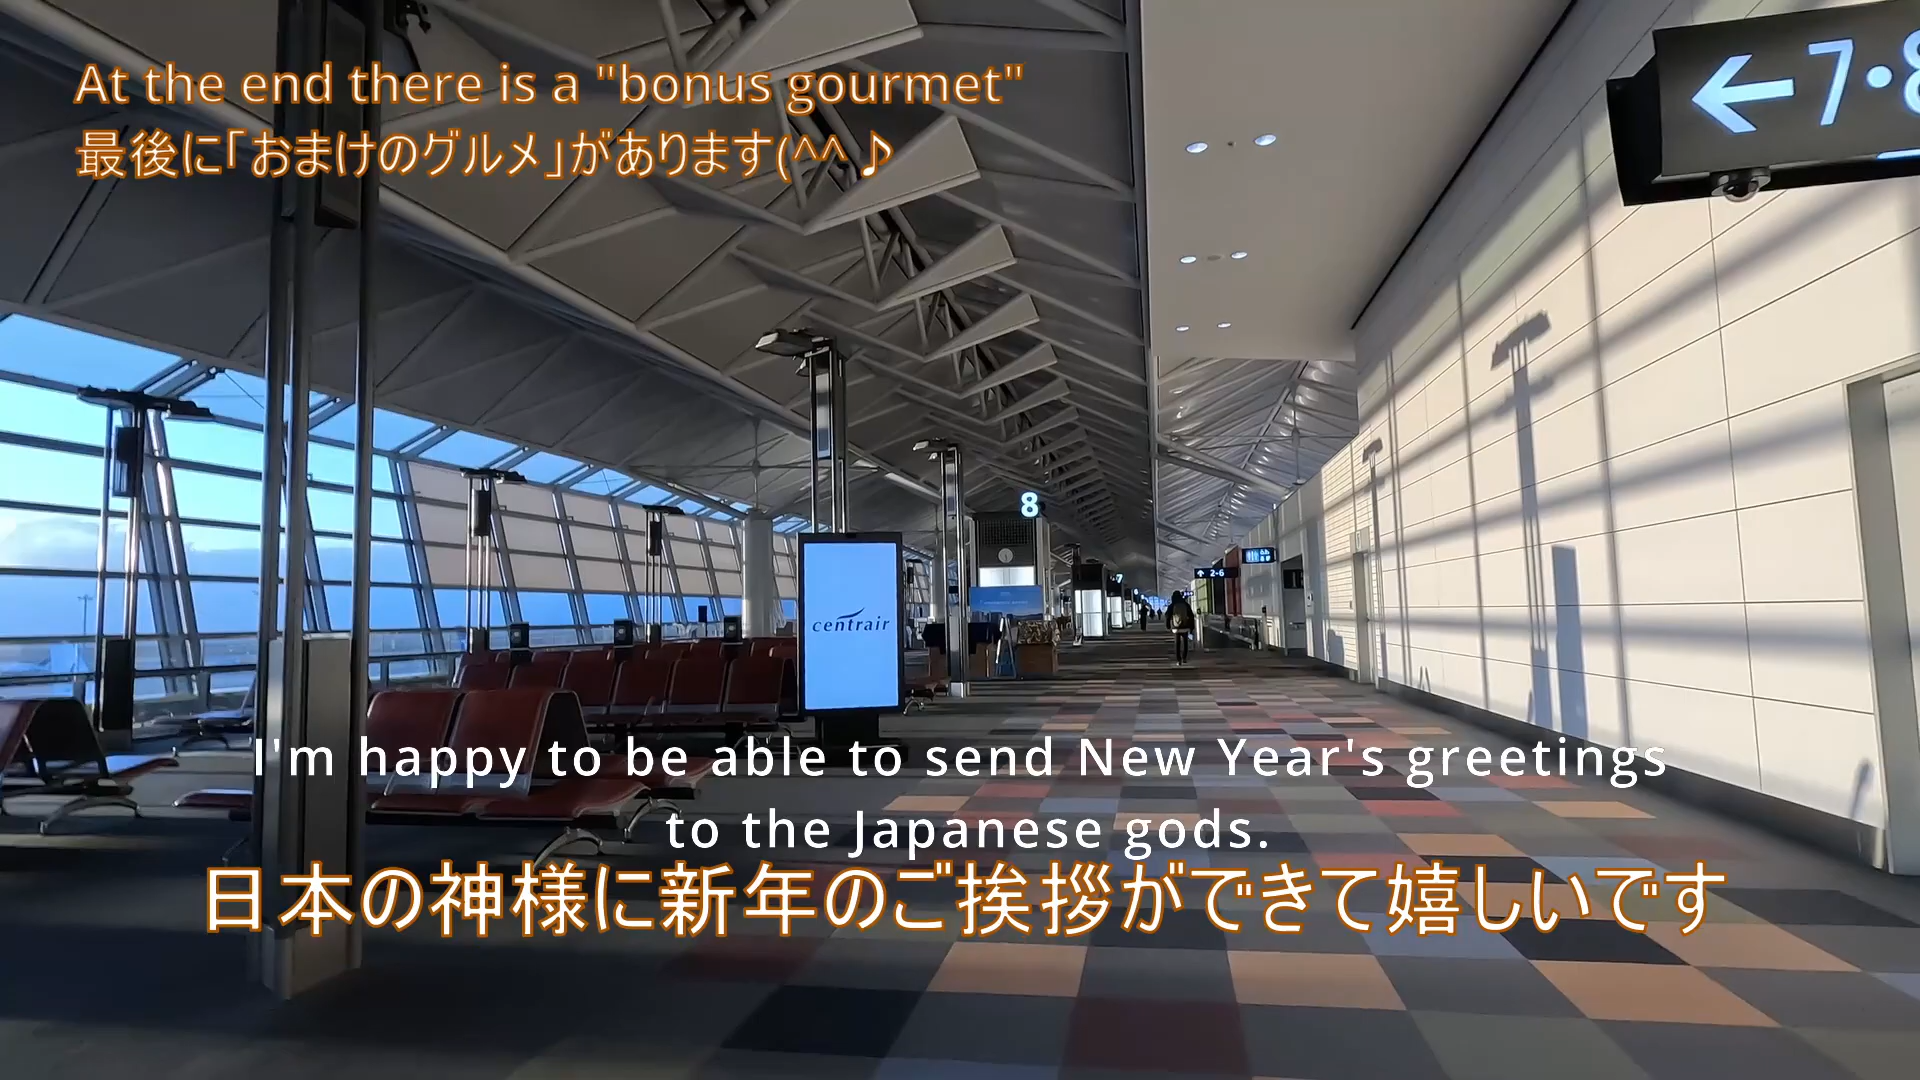 At the end there is a "bonus gourmet"
最後に「おまけのグルメ」があります(^^♪
←7・8
8
centrair
7
↑ 2-6
I'm happy to be able to send New Year's greetings
to the Japanese gods.
日本の神様に新年のご挨拶ができて嬉しいです